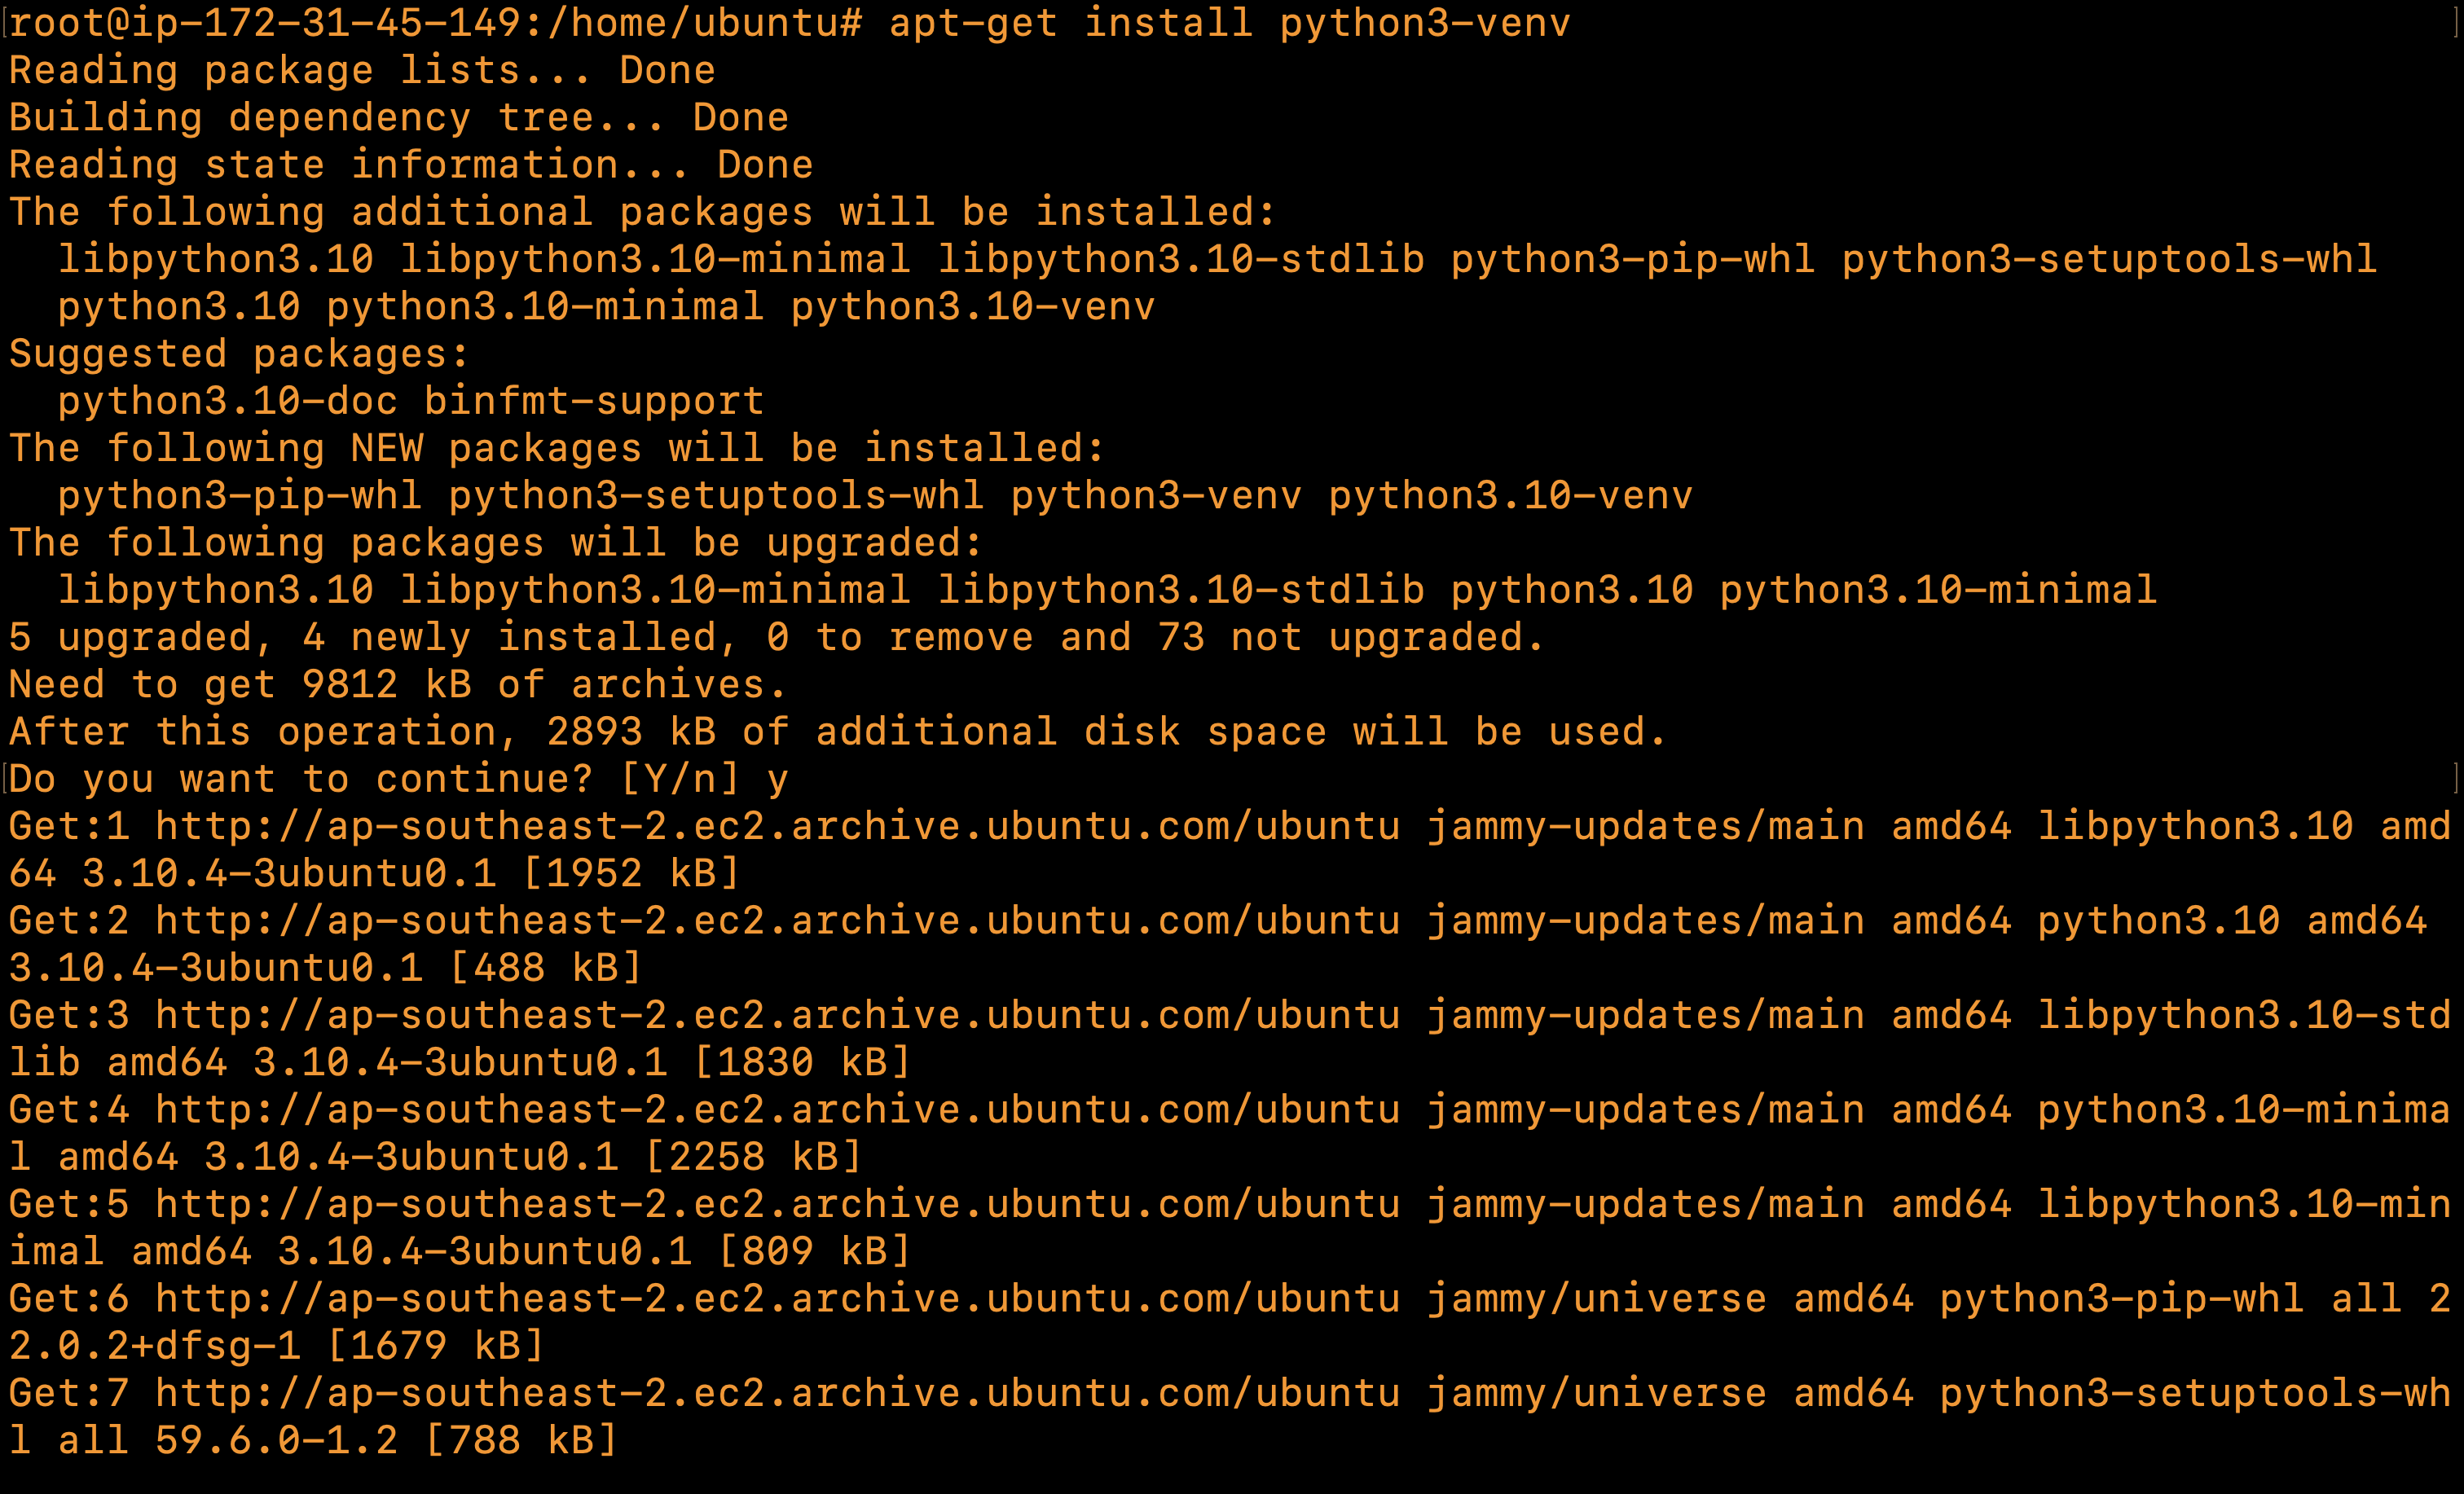 [root@ip-172-31-45-149:/home/ubuntu# apt-get install python3-venv ]
Reading package lists... Done
Building dependency tree... Done
Reading state information... Done
The following additional packages will be installed:
  libpython3.10 libpython3.10-minimal libpython3.10-stdlib python3-pip-whl python3-setuptools-whl
  python3.10 python3.10-minimal python3.10-venv
Suggested packages:
  python3.10-doc binfmt-support
The following NEW packages will be installed:
  python3-pip-whl python3-setuptools-whl python3-venv python3.10-venv
The following packages will be upgraded:
  libpython3.10 libpython3.10-minimal libpython3.10-stdlib python3.10 python3.10-minimal
5 upgraded, 4 newly installed, 0 to remove and 73 not upgraded.
Need to get 9812 kB of archives.
After this operation, 2893 kB of additional disk space will be used.
[Do you want to continue? [Y/n] y ]
Get:1 http://ap-southeast-2.ec2.archive.ubuntu.com/ubuntu jammy-updates/main amd64 libpython3.10 amd
64 3.10.4-3ubuntu0.1 [1952 kB]
Get:2 http://ap-southeast-2.ec2.archive.ubuntu.com/ubuntu jammy-updates/main amd64 python3.10 amd64
3.10.4-3ubuntu0.1 [488 kB]
Get:3 http://ap-southeast-2.ec2.archive.ubuntu.com/ubuntu jammy-updates/main amd64 libpython3.10-std
lib amd64 3.10.4-3ubuntu0.1 [1830 kB]
Get:4 http://ap-southeast-2.ec2.archive.ubuntu.com/ubuntu jammy-updates/main amd64 python3.10-minima
l amd64 3.10.4-3ubuntu0.1 [2258 kB]
Get:5 http://ap-southeast-2.ec2.archive.ubuntu.com/ubuntu jammy-updates/main amd64 libpython3.10-min
imal amd64 3.10.4-3ubuntu0.1 [809 kB]
Get:6 http://ap-southeast-2.ec2.archive.ubuntu.com/ubuntu jammy/universe amd64 python3-pip-whl all 2
2.0.2+dfsg-1 [1679 kB]
Get:7 http://ap-southeast-2.ec2.archive.ubuntu.com/ubuntu jammy/universe amd64 python3-setuptools-wh
l all 59.6.0-1.2 [788 kB]